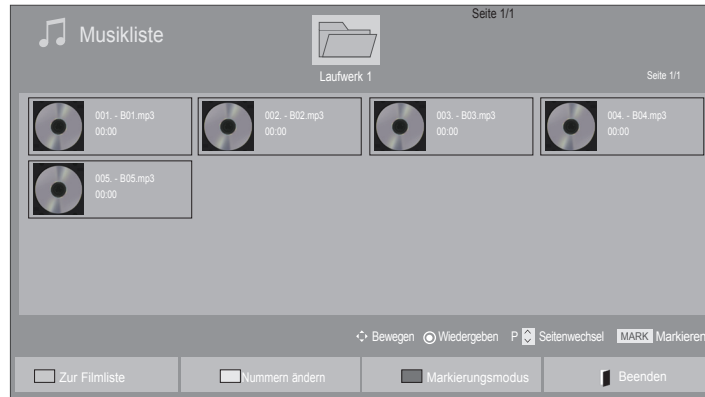 Seite 1/1
Musikliste
Laufwerk 1
Seite 1/1
001. - B01.mp3
00:00
002. - B02.mp3
00:00
003. - B03.mp3
00:00
004. - B04.mp3
00:00
005. - B05.mp3
00:00
Bewegen Wiedergeben P Seitenwechsel MARK Markieren
Zur Filmliste Nummern ändern Markierungsmodus Beenden